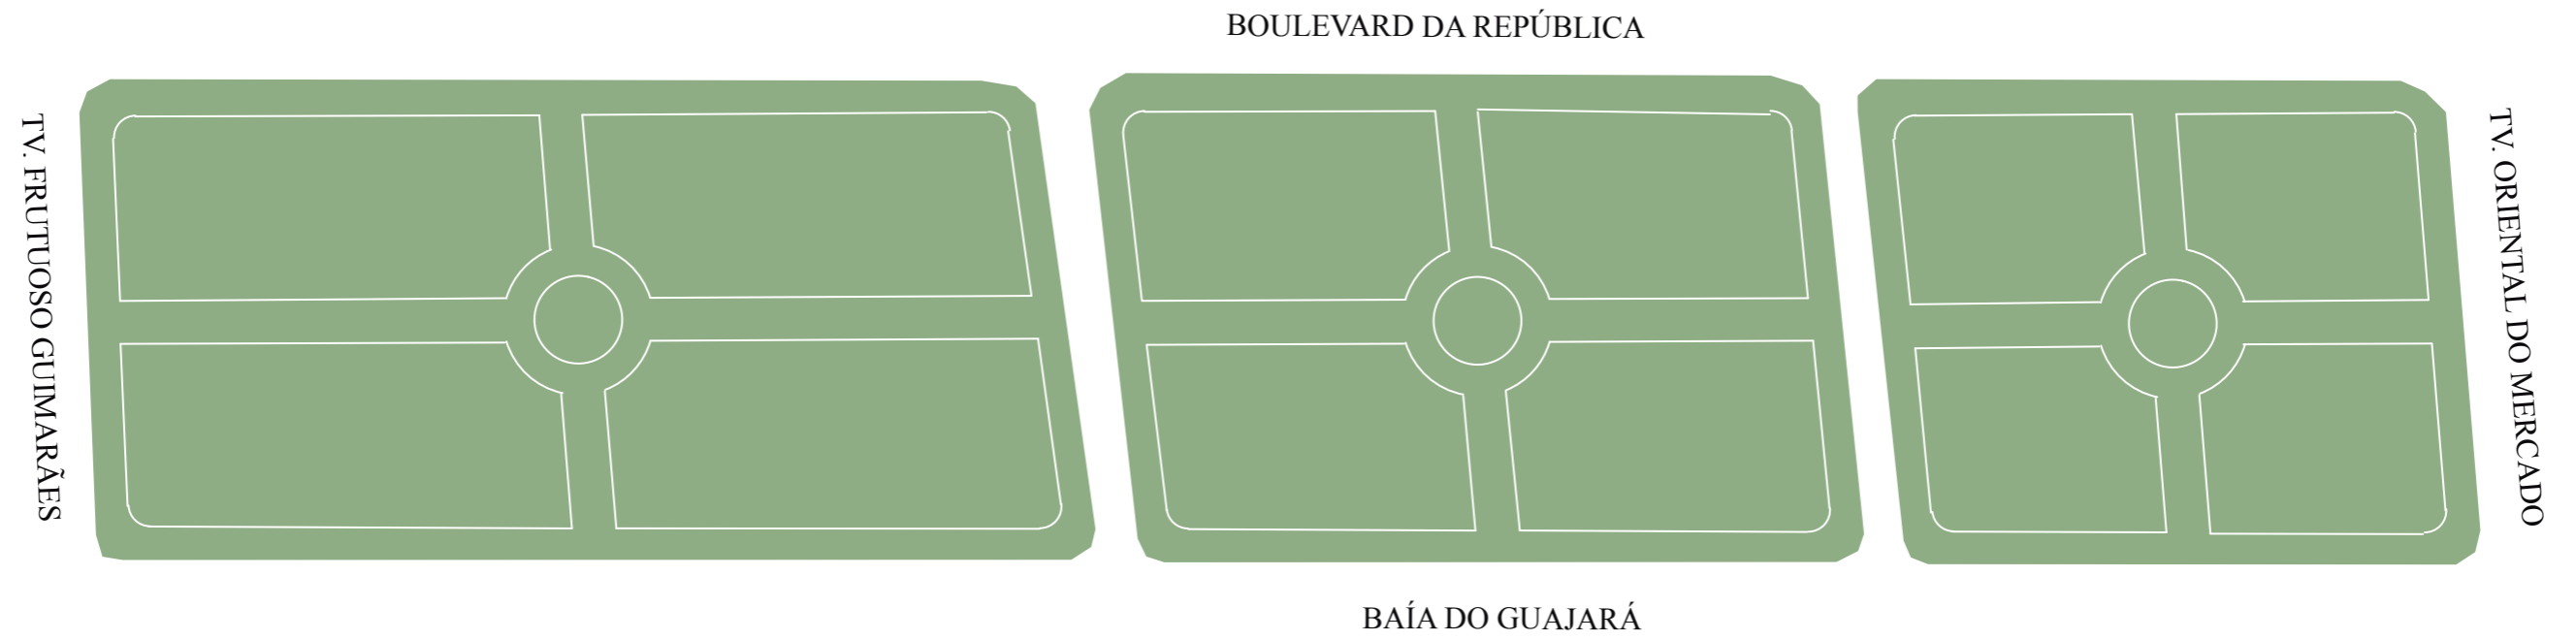 BOULEVARD DA REPÚBLICA
TV. FRUTUOSO GUIMARÃES
TV. ORIENTAL DO MERCADO
BAÍA DO GUAJARÁ